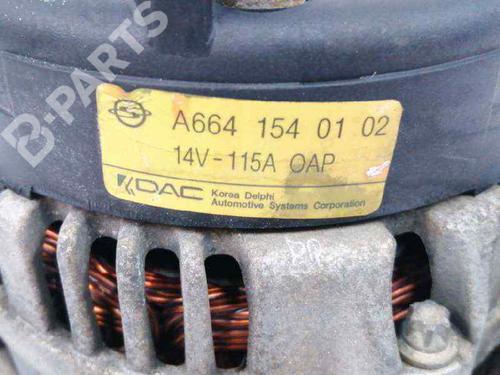 B-PARTS
A664 154 01 02
14V-115A OAP
KDAC Korea Delphi
Automotive Systems Corporation